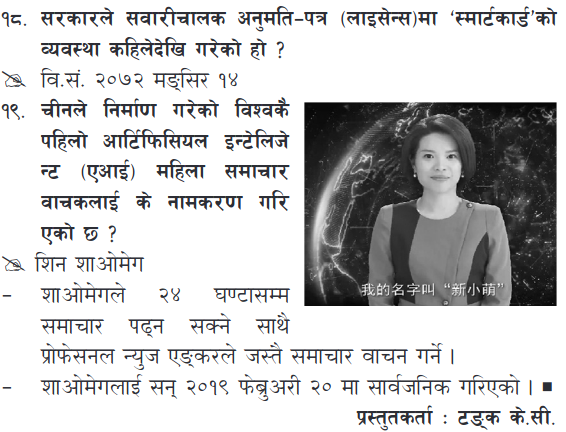 १८. सरकारले सवारीचालक अनुमति-पत्र (लाइसेन्स)मा ‘स्मार्टकार्ड’को
व्यवस्था कहिलेदेखि गरेको हो ?
वि.सं. २०७२ मङ्सिर १४
१९. चीनले निर्माण गरेको विश्वकै
पहिलो आर्टिफिसियल इन्टेलिजे
न्ट (एआई) महिला समाचार
वाचकलाई के नामकरण गरि
एको छ ?
शिन शाओमेग
- शाओमेगले २४ घण्टासम्म
समाचार पढ्न सक्ने साथै
प्रोफेसनल न्युज एङ्करले जस्तै समाचार वाचन गर्ने ।
- शाओमेगलाई सन् २०१९ फेब्रुअरी २० मा सार्वजनिक गरिएको । ■
प्रस्तुतकर्ता : टङ्क के.सी.
我的名字叫 “新小萌”